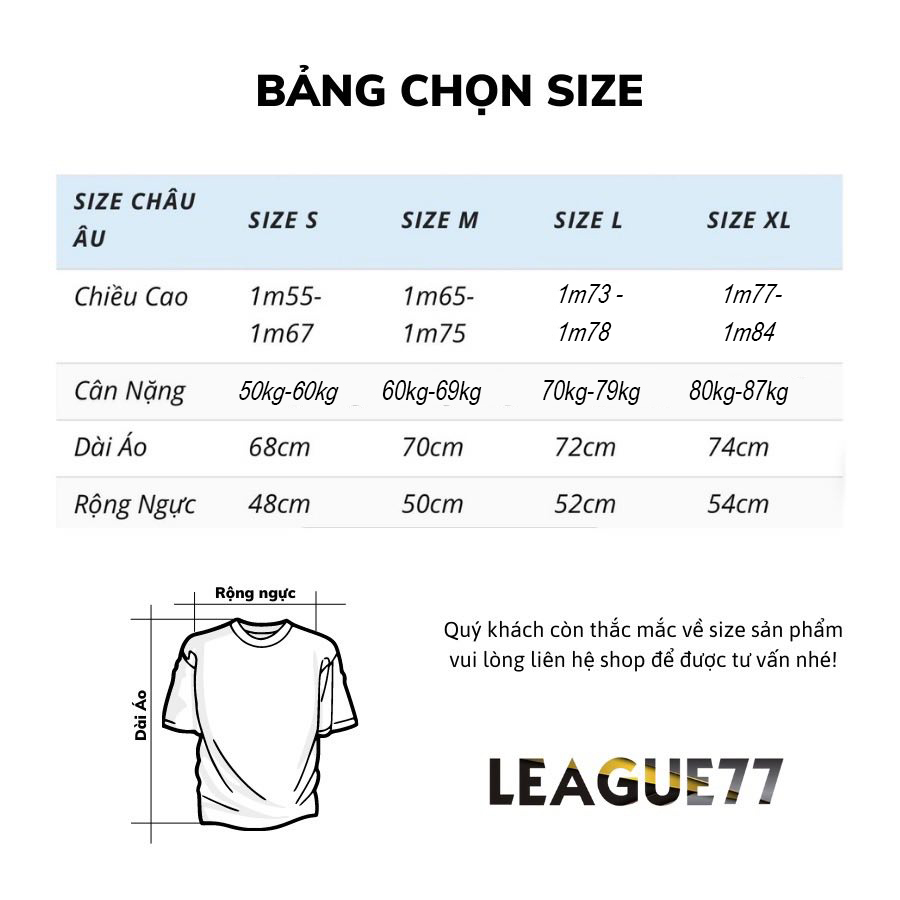 BẢNG CHỌN SIZE
SIZE CHÂU ÂU SIZE S SIZE M SIZE L SIZE XL
Chiều Cao 1m55-1m67 1m65-1m75 1m73 -1m78 1m77-1m84
Cân Nặng 50kg-60kg 60kg-69kg 70kg-79kg 80kg-87kg
Dài Áo 68cm 70cm 72cm 74cm
Rộng Ngực 48cm 50cm 52cm 54cm
Rộng ngực
Dài Áo
Quý khách còn thắc mắc về size sản phẩm
vui lòng liên hệ shop để được tư vấn nhé!
LEAGUE77